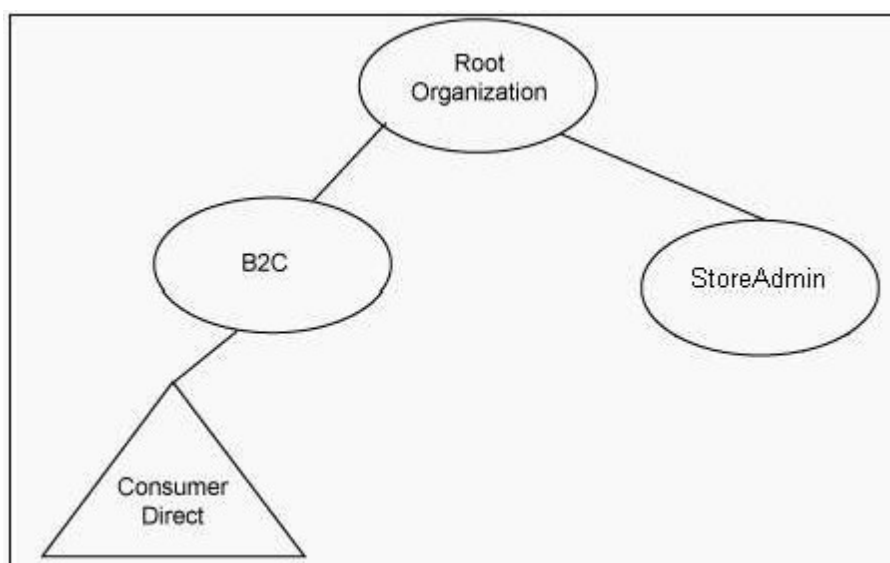 Root
Organization
B2C
StoreAdmin
Consumer
Direct